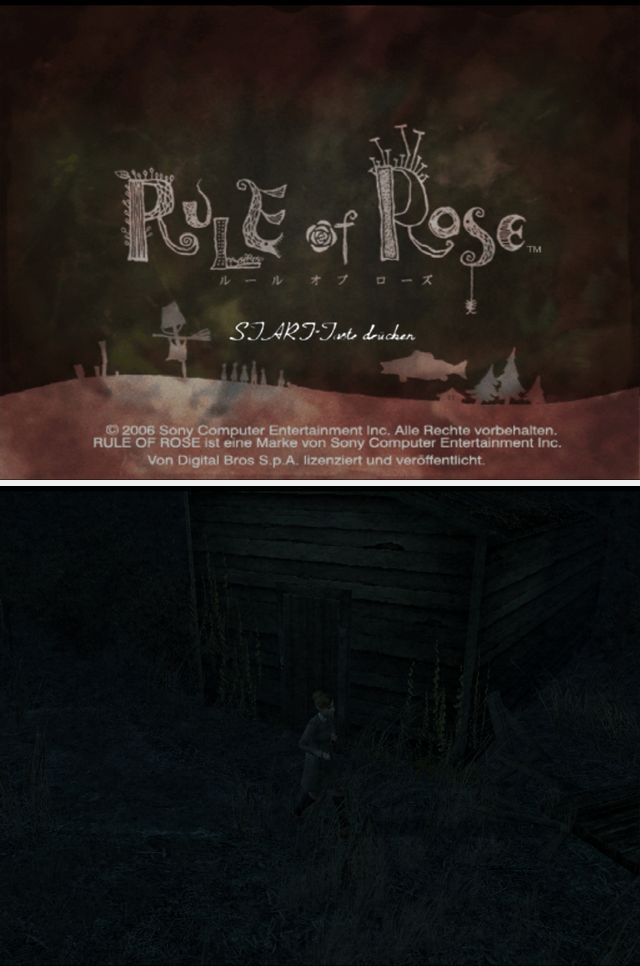 RULE of ROSE™
ルール オブ ローズ
START-Taste drücken
© 2006 Sony Computer Entertainment Inc. Alle Rechte vorbehalten.
RULE OF ROSE ist eine Marke von Sony Computer Entertainment Inc.
Von Digital Bros S.p.A. lizenziert und veröffentlicht.